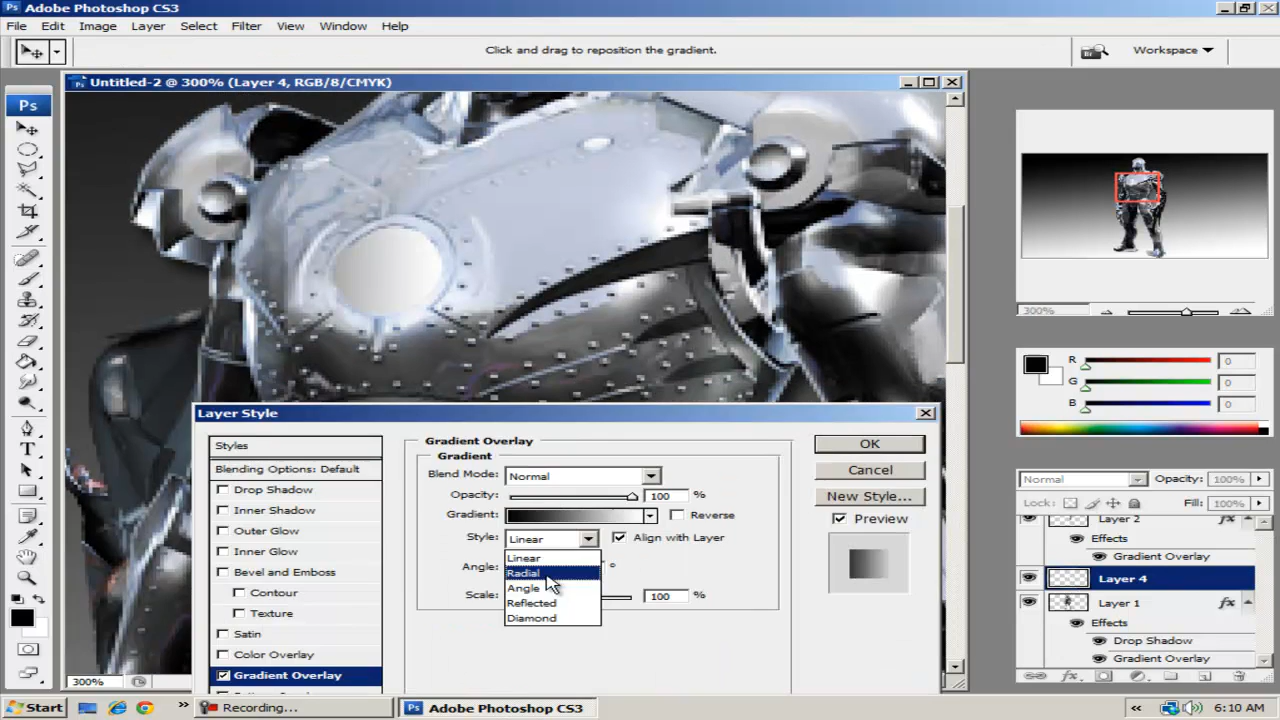 Ps Adobe Photoshop CS3
File Edit Image Layer Select Filter View Window Help
Click and drag to reposition the gradient.
Workspace
Untitled-2 @ 300% (Layer 4, RGB/8/CMYK)
Ps
T
300%
R 0
G 0
B 0
Normal Opacity: 100%
Lock: Fill: 100%
Layer 2 fx
Effects
Gradient Overlay
Layer 4
Layer 1 fx
Effects
Drop Shadow
Gradient Overlay
fx
Layer Style
Styles
Blending Options: Default
Drop Shadow
Inner Shadow
Outer Glow
Inner Glow
Bevel and Emboss
Contour
Texture
Satin
Color Overlay
Gradient Overlay
Gradient Overlay
Gradient
Blend Mode: Normal
Opacity: 100 %
Gradient: Reverse
Style: Linear Align with Layer
Linear
Radial
Angle
Reflected
Diamond
Angle: °
Scale: 100 %
OK
Cancel
New Style...
Preview
300%
Start
Recording...
Ps Adobe Photoshop CS3
6:10 AM